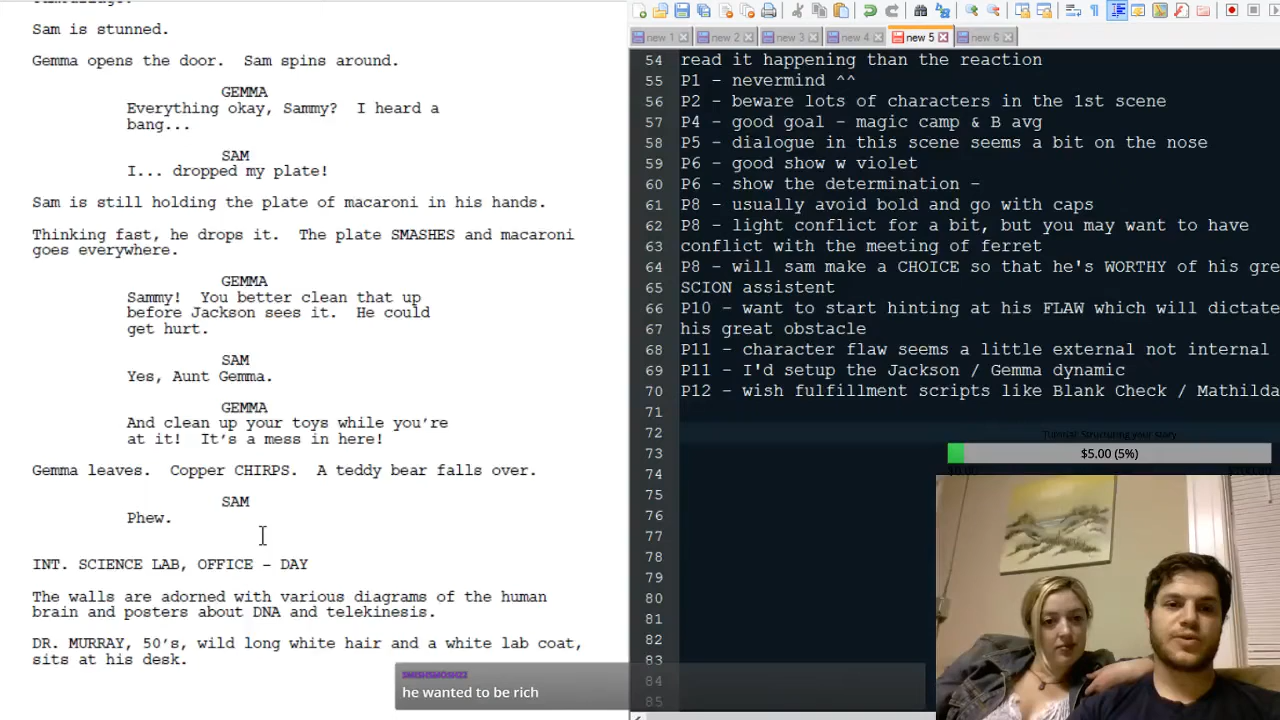 Sam is stunned.
Gemma opens the door. Sam spins around.
GEMMA
Everything okay, Sammy? I heard a
bang...
SAM
I... dropped my plate!
Sam is still holding the plate of macaroni in his hands.
Thinking fast, he drops it. The plate SMASHES and macaroni
goes everywhere.
GEMMA
Sammy! You better clean that up
before Jackson sees it. He could
get hurt.
SAM
Yes, Aunt Gemma.
GEMMA
And clean up your toys while you're
at it! It's a mess in here!
Gemma leaves. Copper CHIRPS. A teddy bear falls over.
SAM
Phew.
INT. SCIENCE LAB, OFFICE - DAY
The walls are adorned with various diagrams of the human
brain and posters about DNA and telekinesis.
DR. MURRAY, 50's, wild long white hair and a white lab coat,
sits at his desk.
new 1 new 2 new 3 new 4 new 5 new 6
54 read it happening than the reaction
55 P1 - nevermind ^^
56 P2 - beware lots of characters in the 1st scene
57 P4 - good goal - magic camp & B avg
58 P5 - dialogue in this scene seems a bit on the nose
59 P6 - good show w violet
60 P6 - show the determination -
61 P8 - usually avoid bold and go with caps
62 P8 - light conflict for a bit, but you may want to have
63 conflict with the meeting of ferret
64 P8 - will sam make a CHOICE so that he's WORTHY of his gre
65 SCION assistent
66 P10 - want to start hinting at his FLAW which will dictate
67 his great obstacle
68 P11 - character flaw seems a little external not internal
69 P11 - I'd setup the Jackson / Gemma dynamic
70 P12 - wish fulfillment scripts like Blank Check / Mathilda
71
72
73
74
75
76
77
78
79
80
81
82
83
84
85
Structuring your story
$5.00 (5%)
he wanted to be rich